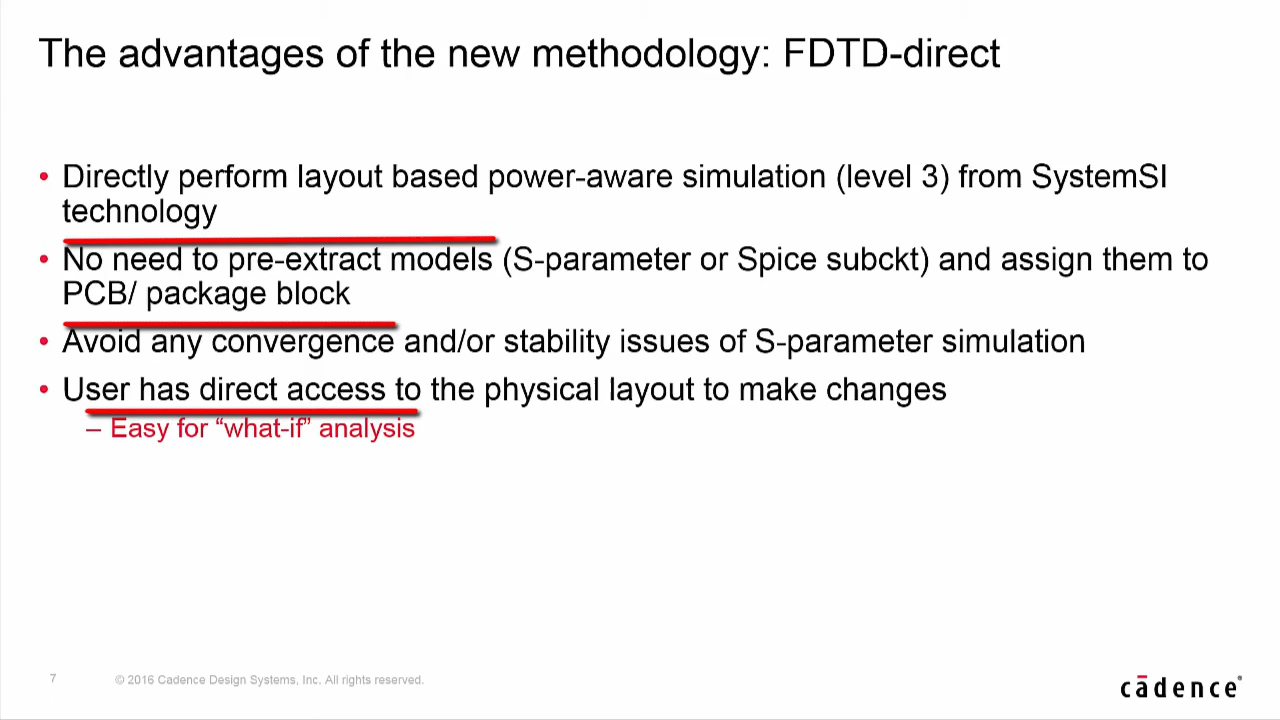 The advantages of the new methodology: FDTD-direct
• Directly perform layout based power-aware simulation (level 3) from SystemSI
technology
• No need to pre-extract models (S-parameter or Spice subckt) and assign them to
PCB/ package block
• Avoid any convergence and/or stability issues of S-parameter simulation
• User has direct access to the physical layout to make changes
– Easy for “what-if” analysis
7 © 2016 Cadence Design Systems, Inc. All rights reserved.
cādence®